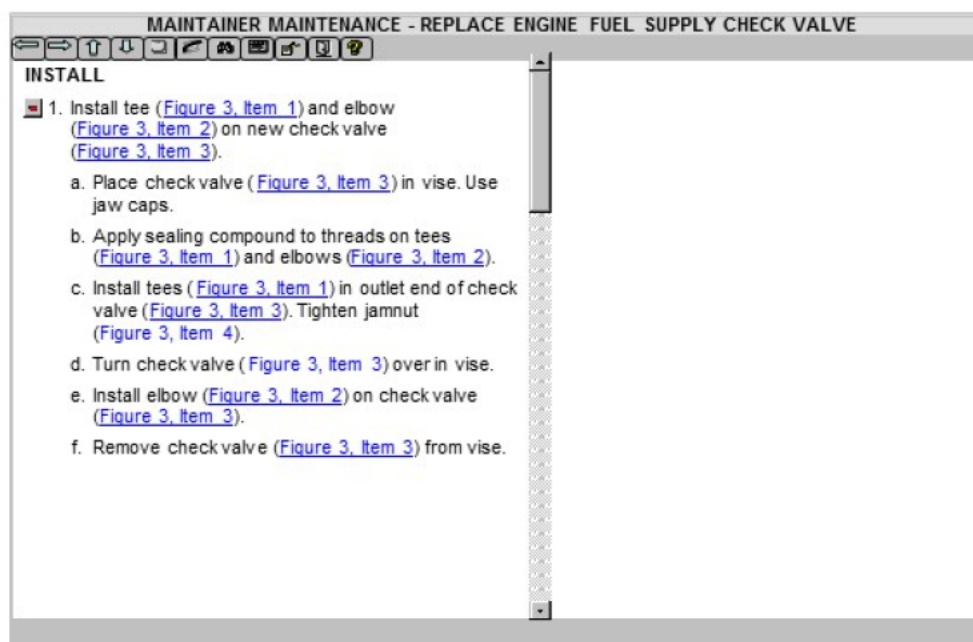 MAINTAINER MAINTENANCE - REPLACE ENGINE FUEL SUPPLY CHECK VALVE
INSTALL
1. Install tee (Figure 3, Item 1) and elbow
(Figure 3, Item 2) on new check valve
(Figure 3, Item 3).
a. Place check valve (Figure 3, Item 3) in vise. Use
jaw caps.
b. Apply sealing compound to threads on tees
(Figure 3, Item 1) and elbows (Figure 3, Item 2).
c. Install tees (Figure 3, Item 1) in outlet end of check
valve (Figure 3, Item 3). Tighten jamnut
(Figure 3, Item 4).
d. Turn check valve (Figure 3, Item 3) over in vise.
e. Install elbow (Figure 3, Item 2) on check valve
(Figure 3, Item 3).
f. Remove check valve (Figure 3, Item 3) from vise.